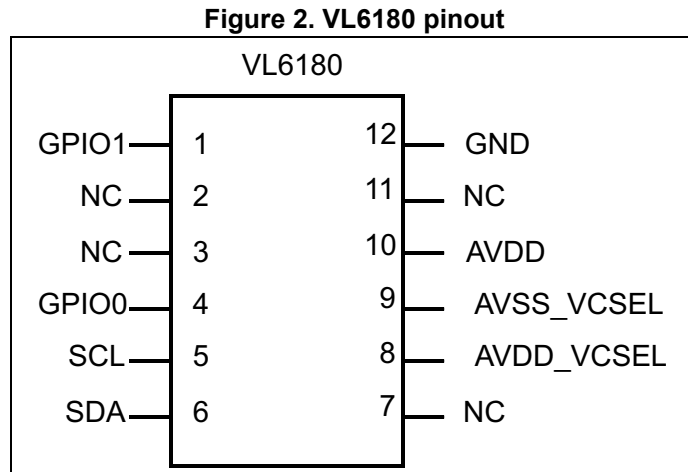 Figure 2. VL6180 pinout
VL6180
GPIO1 1 12 GND
NC 2 11 NC
NC 3 10 AVDD
GPIO0 4 9 AVSS_VCSEL
SCL 5 8 AVDD_VCSEL
SDA 6 7 NC